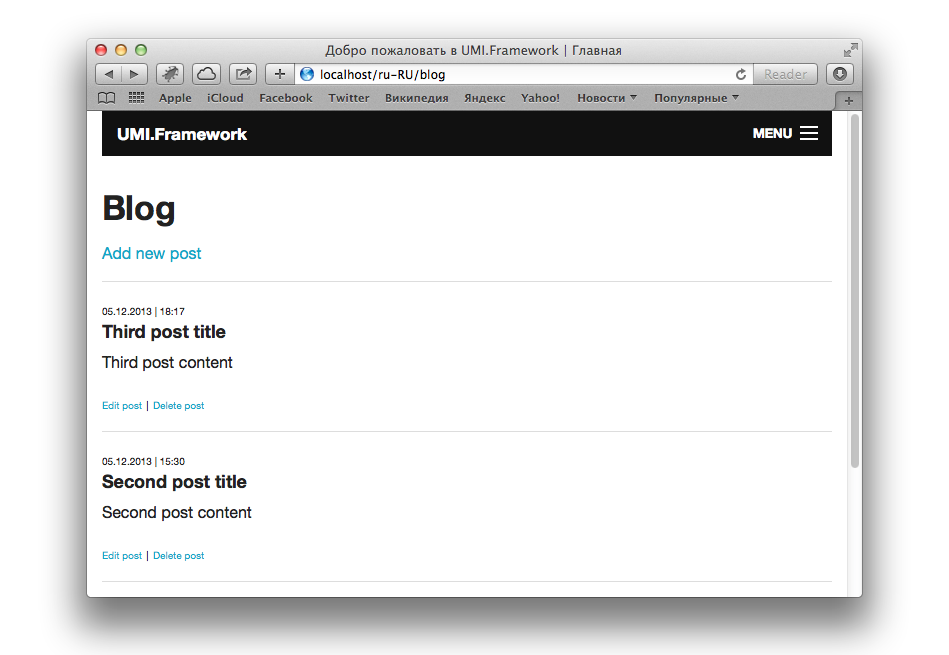 Добро пожаловать в UMI.Framework | Главная
localhost/ru-RU/blog
Reader
Apple iCloud Facebook Twitter Википедия Яндекс Yahoo! Новости Популярные
UMI.Framework MENU
Blog
Add new post
05.12.2013 | 18:17
Third post title
Third post content
Edit post | Delete post
05.12.2013 | 15:30
Second post title
Second post content
Edit post | Delete post